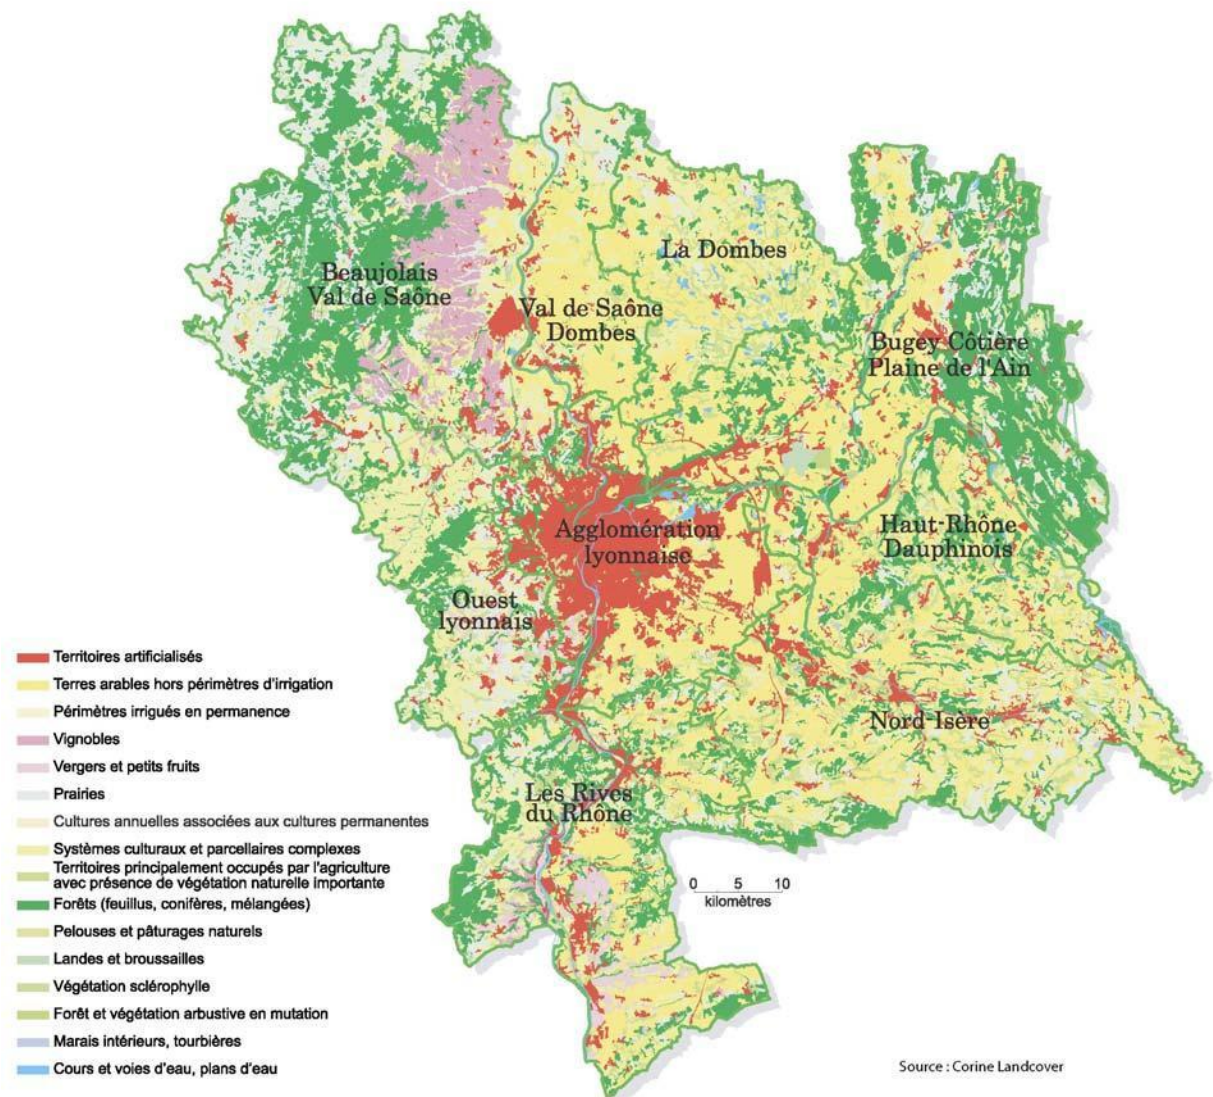 La Dombes
Beaujolais
Val de Saône
Val de Saône
Dombes
Bugey Côtière
Plaine de l'Ain
Agglomération
lyonnaise
Haut-Rhône
Dauphinois
Ouest
lyonnais
Nord-Isère
Les Rives
du Rhône
Territoires artificialisés
Terres arables hors périmètres d'irrigation
Périmètres irrigués en permanence
Vignobles
Vergers et petits fruits
Prairies
Cultures annuelles associées aux cultures permanentes
Systèmes culturaux et parcellaires complexes
Territoires principalement occupés par l'agriculture
avec présence de végétation naturelle importante
Forêts (feuillus, conifères, mélangées)
Pelouses et pâturages naturels
Landes et broussailles
Végétation sclérophylle
Forêt et végétation arbustive en mutation
Marais intérieurs, tourbières
Cours et voies d'eau, plans d'eau
0 5 10
kilomètres
Source : Corine Landcover